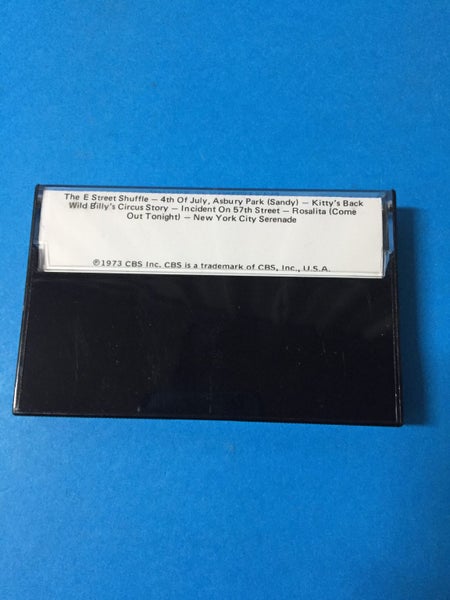 The E Street Shuffle — 4th Of July, Asbury Park (Sandy) — Kitty's Back
Wild Billy's Circus Story — Incident On 57th Street — Rosalita (Come
Out Tonight) — New York City Serenade
℗1973 CBS Inc. CBS is a trademark of CBS, Inc., U.S.A.